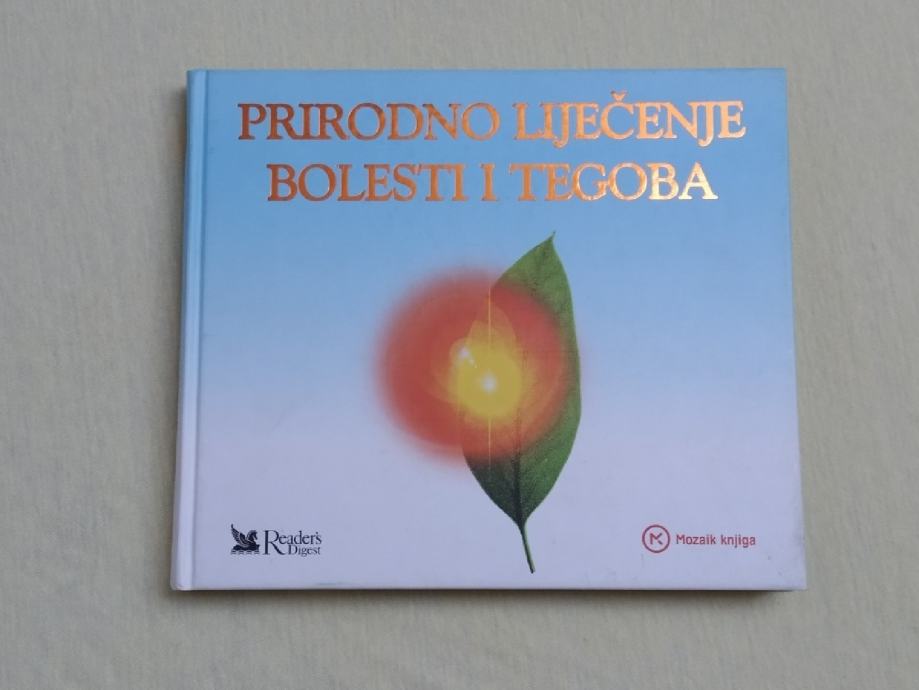 PRIRODNO LIJEČENJE
BOLESTI I TEGOBA
Reader's
Digest
Mozaik knjiga